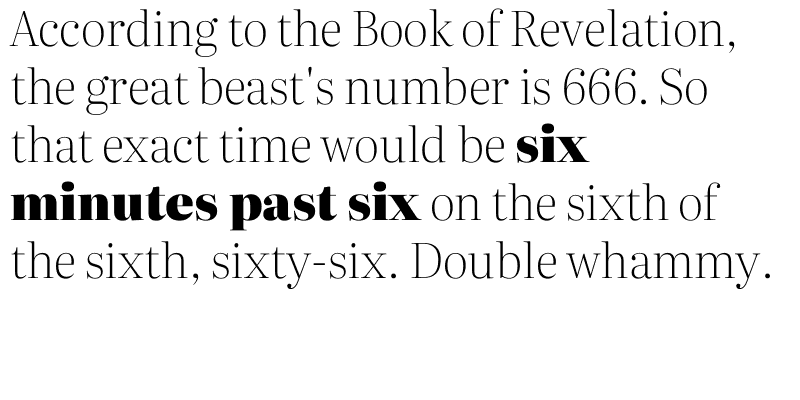 According to the Book of Revelation,
the great beast's number is 666. So
that exact time would be six
minutes past six on the sixth of
the sixth, sixty-six. Double whammy.